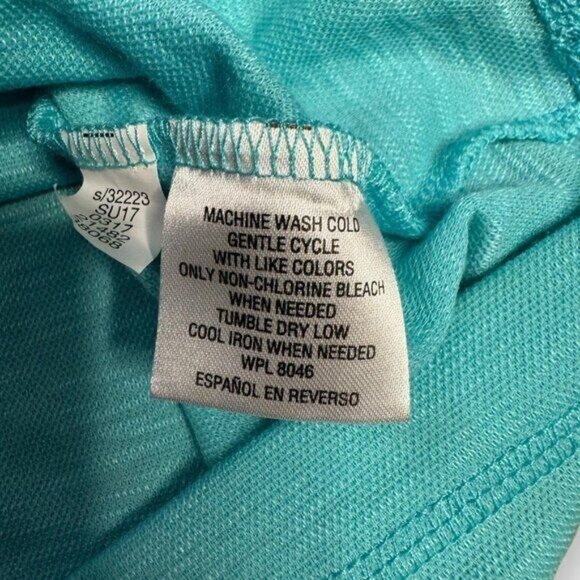 s/32223
SU17
0317
MACHINE WASH COLD
GENTLE CYCLE
WITH LIKE COLORS
ONLY NON-CHLORINE BLEACH
WHEN NEEDED
TUMBLE DRY LOW
COOL IRON WHEN NEEDED
WPL 8046
ESPAÑOL EN REVERSO